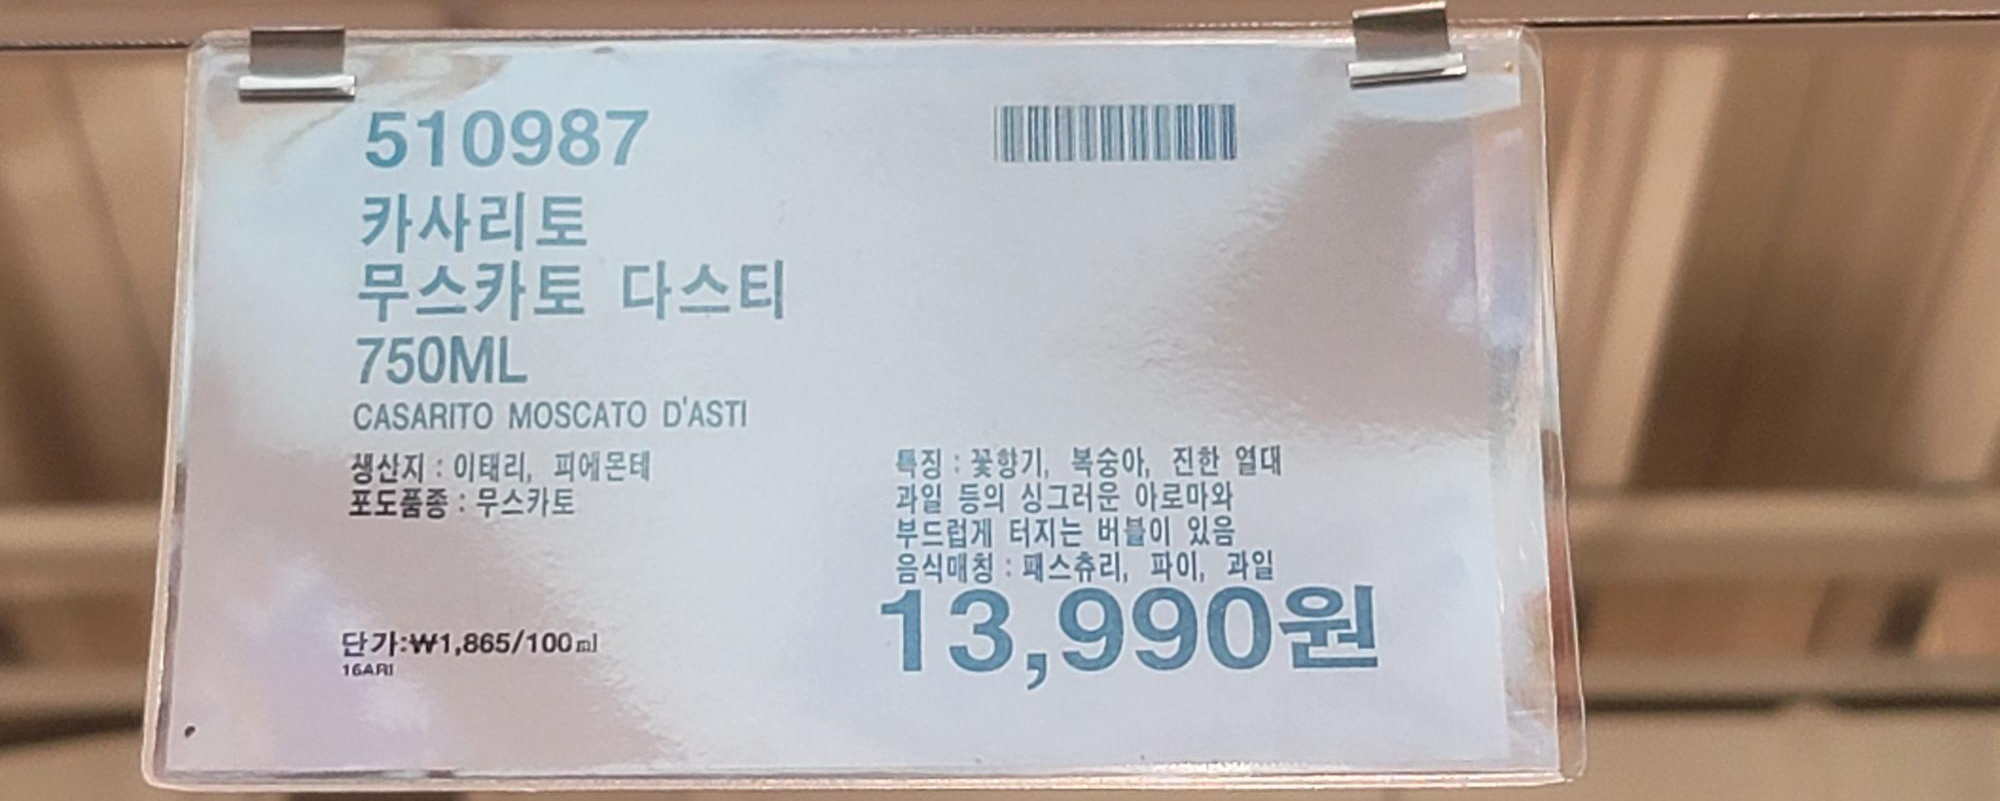 510987
카사리토
무스카토 다스티
750ML
CASARITO MOSCATO D'ASTI
생산지 : 이태리, 피에몬테
포도품종 : 무스카토
특징 : 꽃향기, 복숭아, 진한 열대
과일 등의 싱그러운 아로마와
부드럽게 터지는 버블이 있음
음식매칭 : 패스츄리, 파이, 과일
13,990원
단가:₩1,865/100㎖
16ARI